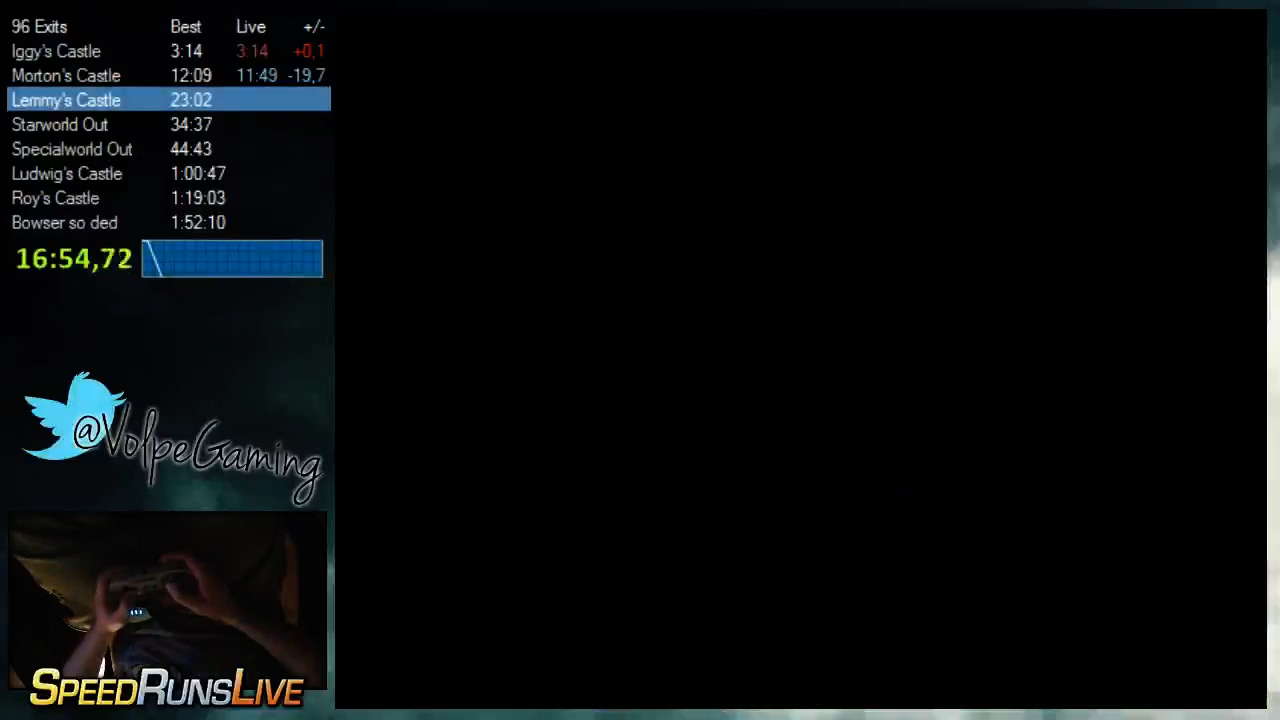 96 Exits Best Live +/-
Iggy's Castle 3:14 3:14 +0,1
Morton's Castle 12:09 11:49 -19,7
Lemmy's Castle 23:02
Starworld Out 34:37
Specialworld Out 44:43
Ludwig's Castle 1:00:47
Roy's Castle 1:19:03
Bowser so ded 1:52:10
16:54,72
@VolpeGaming
SPEEDRUNSLIVE